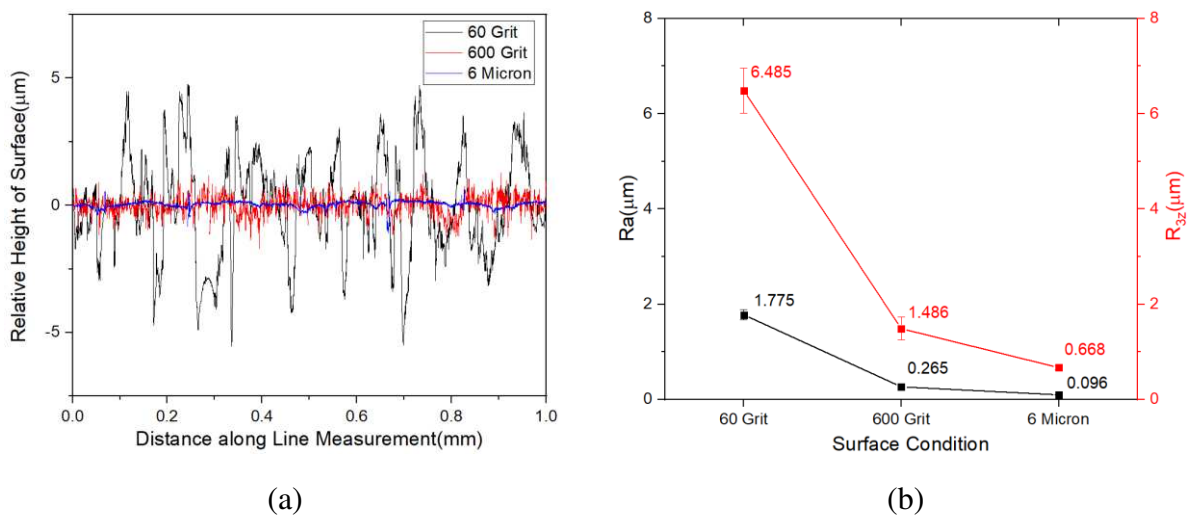 (a)
60 Grit
600 Grit
6 Micron
Relative Height of Surface(μm)
5
0
-5
0.0 0.2 0.4 0.6 0.8 1.0
Distance along Line Measurement(mm)
(a)
(b)
8
6
4
2
0
Ra(μm)
6.485
1.775
1.486
0.265
0.668
0.096
8
6
4
2
0
R3z(μm)
60 Grit 600 Grit 6 Micron
Surface Condition
(b)